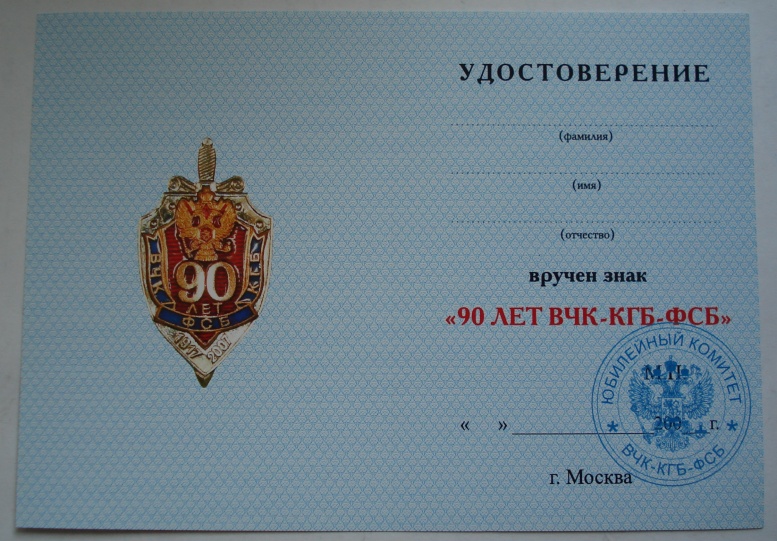 УДОСТОВЕРЕНИЕ
(фамилия)
(имя)
(отчество)
вручен знак
«90 ЛЕТ ВЧК-КГБ-ФСБ»
М.П.
« » 200 г.
г. Москва
ЮБИЛЕЙНЫЙ КОМИТЕТ
* ВЧК-КГБ-ФСБ *
ВЧК
90
КГБ
ЛЕТ
ФСБ
1917 2007